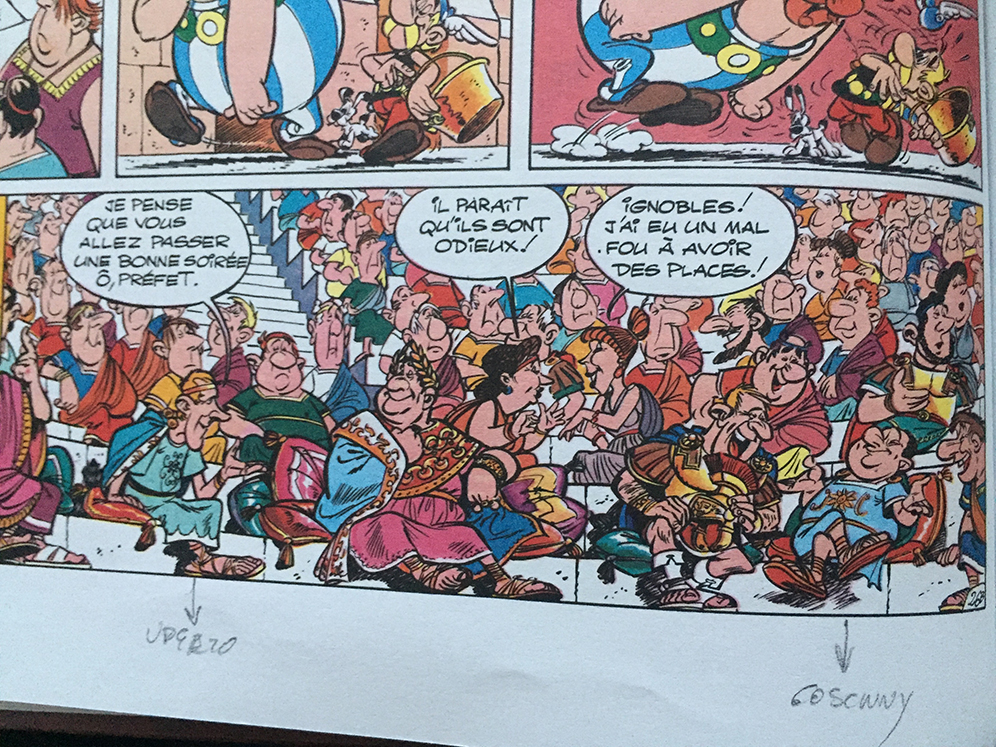 JE PENSE
QUE VOUS
ALLEZ PASSER
UNE BONNE SOIRÉE
Ô, PRÉFET.
IL PARAÎT
QU'ILS SONT
ODIEUX!
IGNOBLES!
J'AI EU UN MAL
FOU À AVOIR
DES PLACES!
26B
UDERZO
GOSCINNY